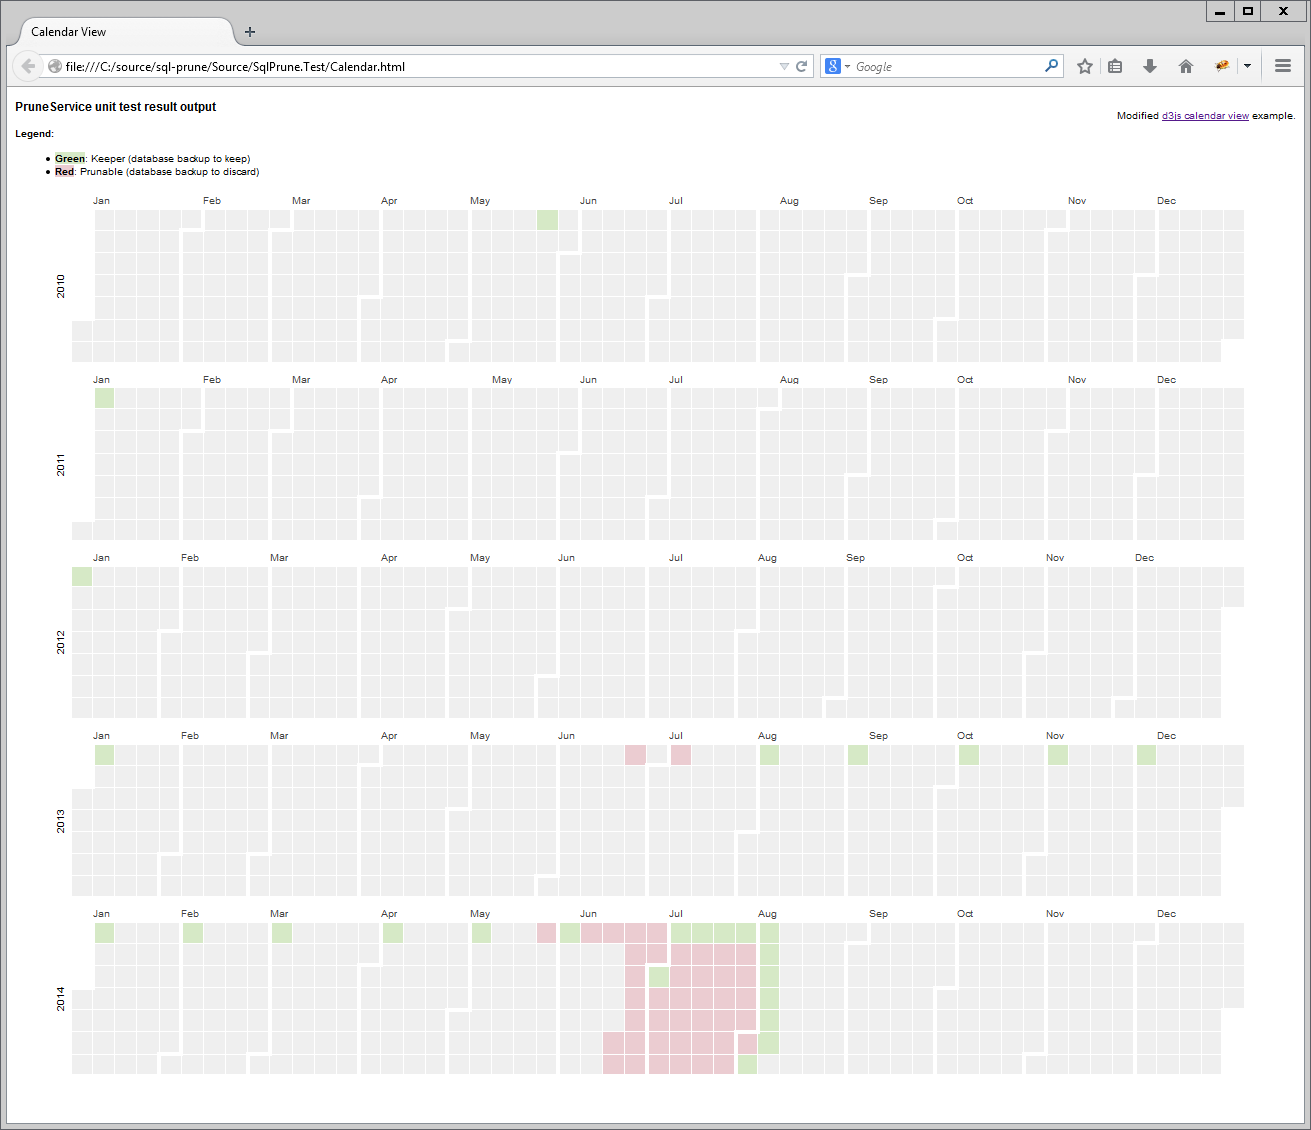 Calendar View
file:///C:/source/sql-prune/Source/SqlPrune.Test/Calendar.html
Google
PruneService unit test result output
Modified d3js calendar view example.
Legend:
Green: Keeper (database backup to keep)
Red: Prunable (database backup to discard)
Jan Feb Mar Apr May Jun Jul Aug Sep Oct Nov Dec
2010
Jan Feb Mar Apr May Jun Jul Aug Sep Oct Nov Dec
2011
Jan Feb Mar Apr May Jun Jul Aug Sep Oct Nov Dec
2012
Jan Feb Mar Apr May Jun Jul Aug Sep Oct Nov Dec
2013
Jan Feb Mar Apr May Jun Jul Aug Sep Oct Nov Dec
2014